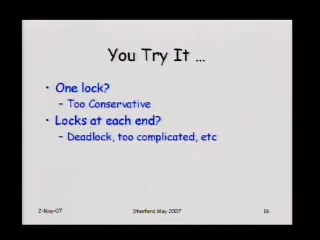 You Try It ...
• One lock?
– Too Conservative
• Locks at each end?
– Deadlock, too complicated, etc
2-May-07
Stanford May 2007
16